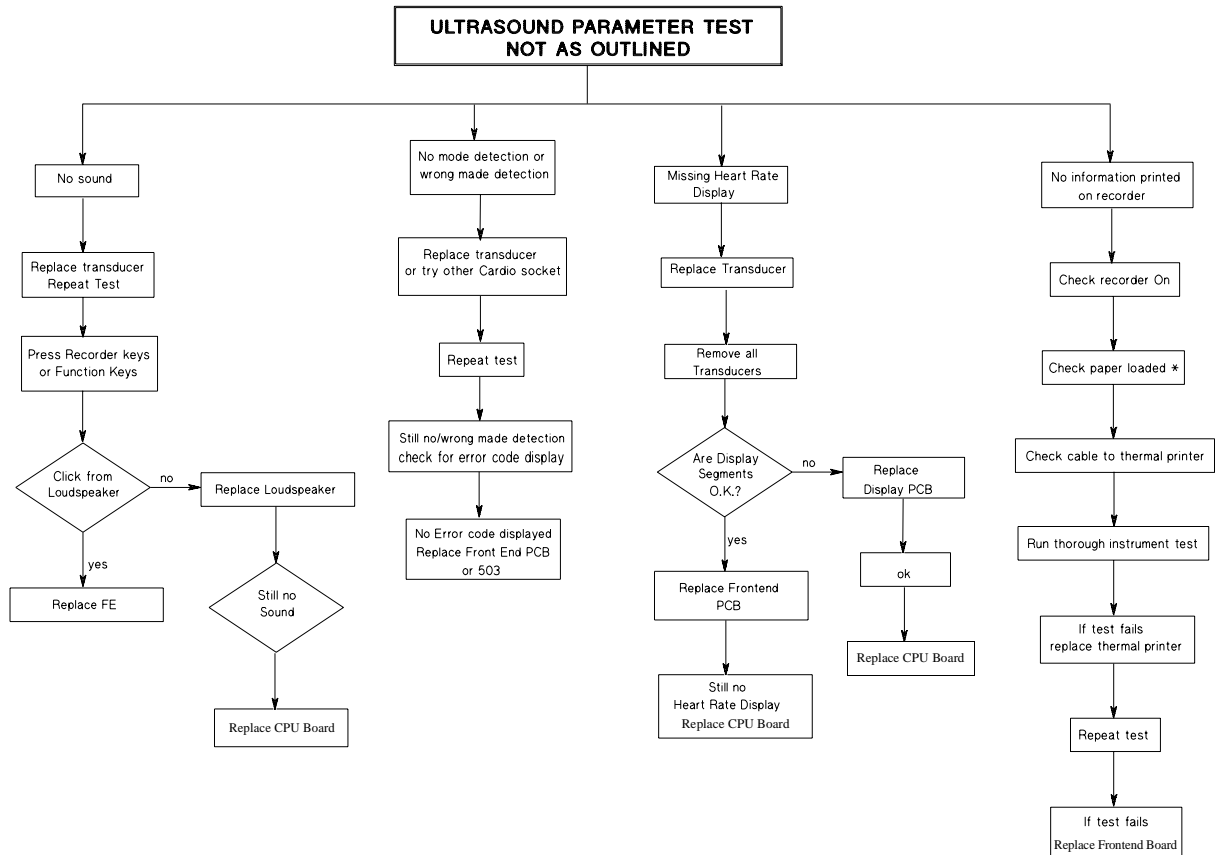 ULTRASOUND PARAMETER TEST
NOT AS OUTLINED
No sound
Replace transducer
Repeat Test
Press Recorder keys
or Function Keys
Click from
Loudspeaker
no
Replace Loudspeaker
yes
Replace FE
Still no
Sound
Replace CPU Board
No mode detection or
wrong made detection
Replace transducer
or try other Cardio socket
Repeat test
Still no/wrong made detection
check for error code display
No Error code displayed
Replace Front End PCB
or 503
Missing Heart Rate
Display
Replace Transducer
Remove all
Transducers
Are Display
Segments
O.K.?
no
Replace
Display PCB
ok
Replace CPU Board
yes
Replace Frontend
PCB
Still no
Heart Rate Display
Replace CPU Board
No information printed
on recorder
Check recorder On
Check paper loaded *
Check cable to thermal printer
Run thorough instrument test
If test fails
replace thermal printer
Repeat test
If test fails
Replace Frontend Board